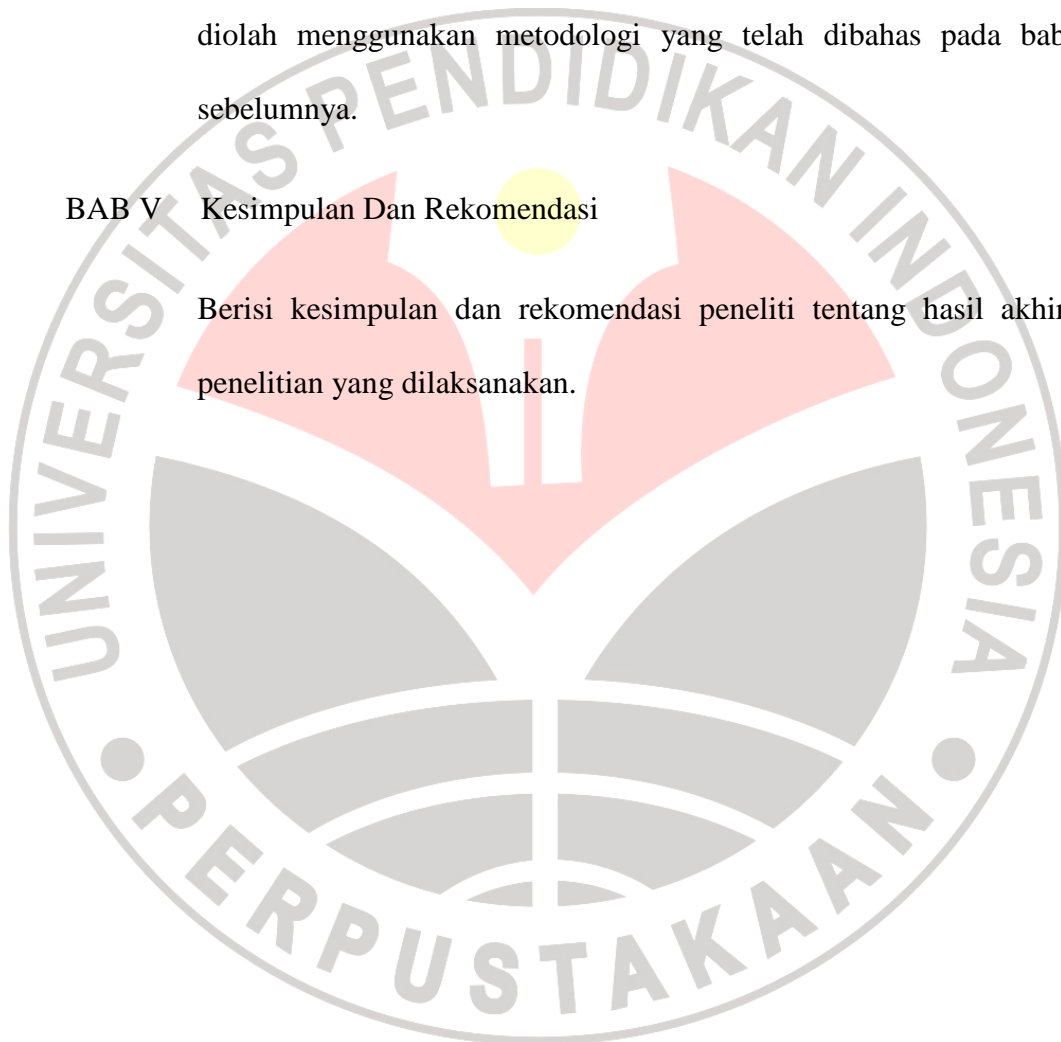 diolah menggunakan metodologi yang telah dibahas pada bab
sebelumnya.
BAB V Kesimpulan Dan Rekomendasi
Berisi kesimpulan dan rekomendasi peneliti tentang hasil akhir
penelitian yang dilaksanakan.
UNIVERSITAS PENDIDIKAN INDONESIA
PERPUSTAKAAN